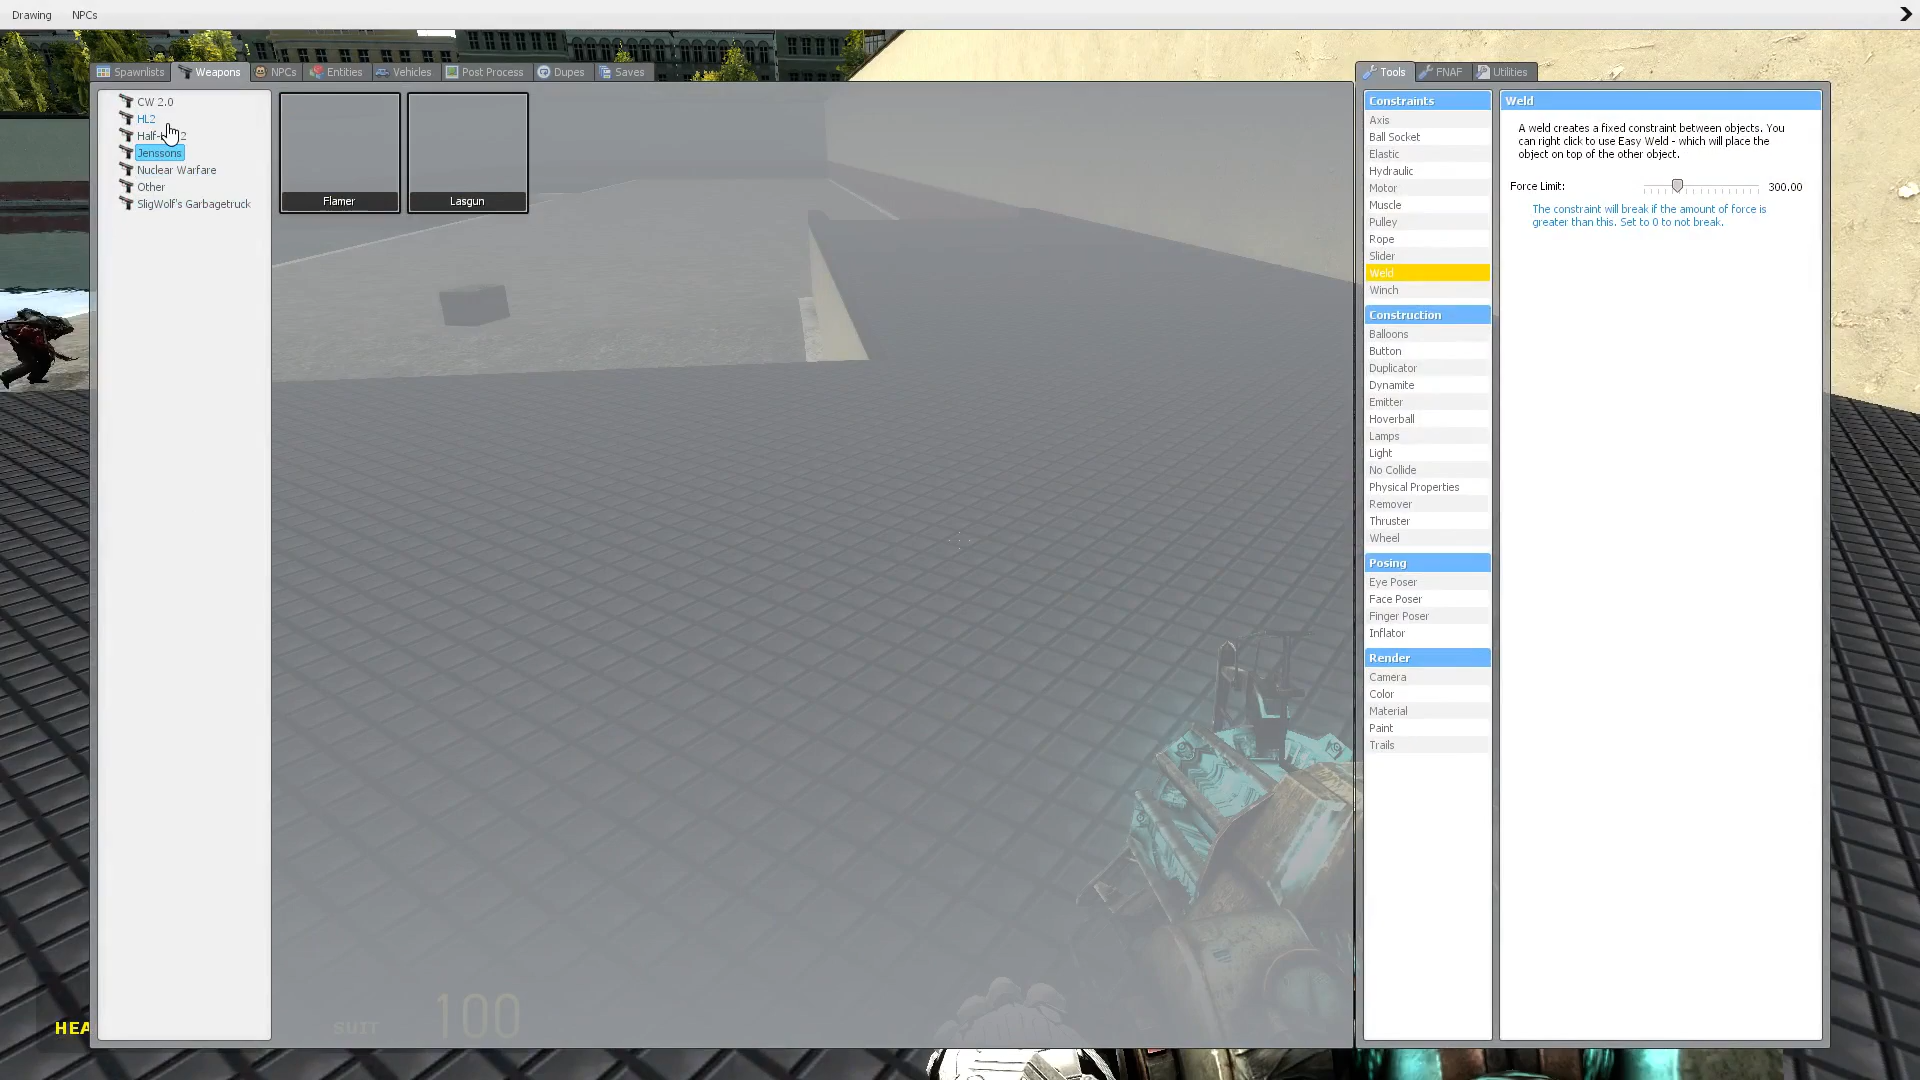 Drawing NPCs
Spawnlists Weapons NPCs Entities Vehicles Post Process Dupes Saves
CW 2.0
HL2
Half- 2
Jenssons
Nuclear Warfare
Other
SligWolf's Garbagetruck
Flamer
Lasgun
HEA
SUIT
100
Tools FNAF Utilities
Constraints
Axis
Ball Socket
Elastic
Hydraulic
Motor
Muscle
Pulley
Rope
Slider
Weld
Winch
Construction
Balloons
Button
Duplicator
Dynamite
Emitter
Hoverball
Lamps
Light
No Collide
Physical Properties
Remover
Thruster
Wheel
Posing
Eye Poser
Face Poser
Finger Poser
Inflator
Render
Camera
Color
Material
Paint
Trails
Weld
A weld creates a fixed constraint between objects. You
can right click to use Easy Weld - which will place the
object on top of the other object.
Force Limit: 300.00
The constraint will break if the amount of force is
greater than this. Set to 0 to not break.